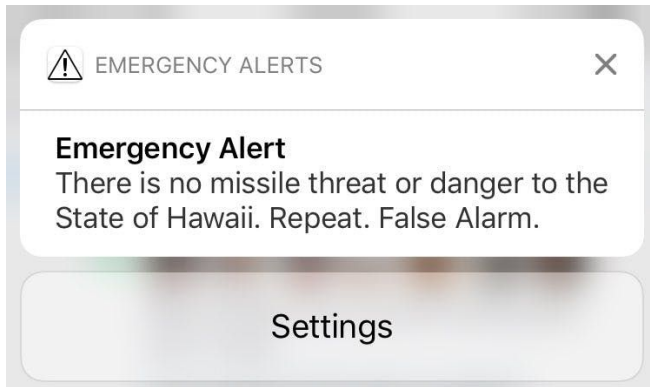 EMERGENCY ALERTS
Emergency Alert
There is no missile threat or danger to the
State of Hawaii. Repeat. False Alarm.
Settings